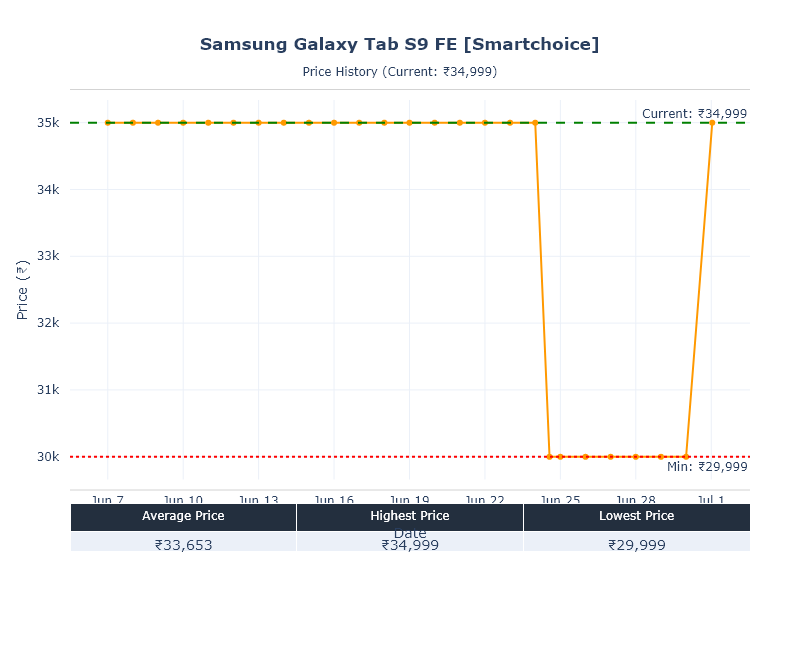 Samsung Galaxy Tab S9 FE [Smartchoice]
Price History (Current: ₹34,999)
Current: ₹34,999
35k
34k
33k
32k
31k
30k
Price (₹)
Min: ₹29,999
Jun 7 Jun 10 Jun 13 Jun 16 Jun 19 Jun 22 Jun 25 Jun 28 Jul 1
Average Price Highest Price Lowest Price
Date
₹33,653 ₹34,999 ₹29,999